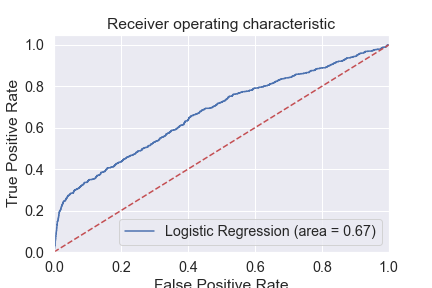 Receiver operating characteristic
True Positive Rate
1.0
0.8
0.6
0.4
0.2
0.0
Logistic Regression (area = 0.67)
0.0 0.2 0.4 0.6 0.8 1.0
False Positive Rate